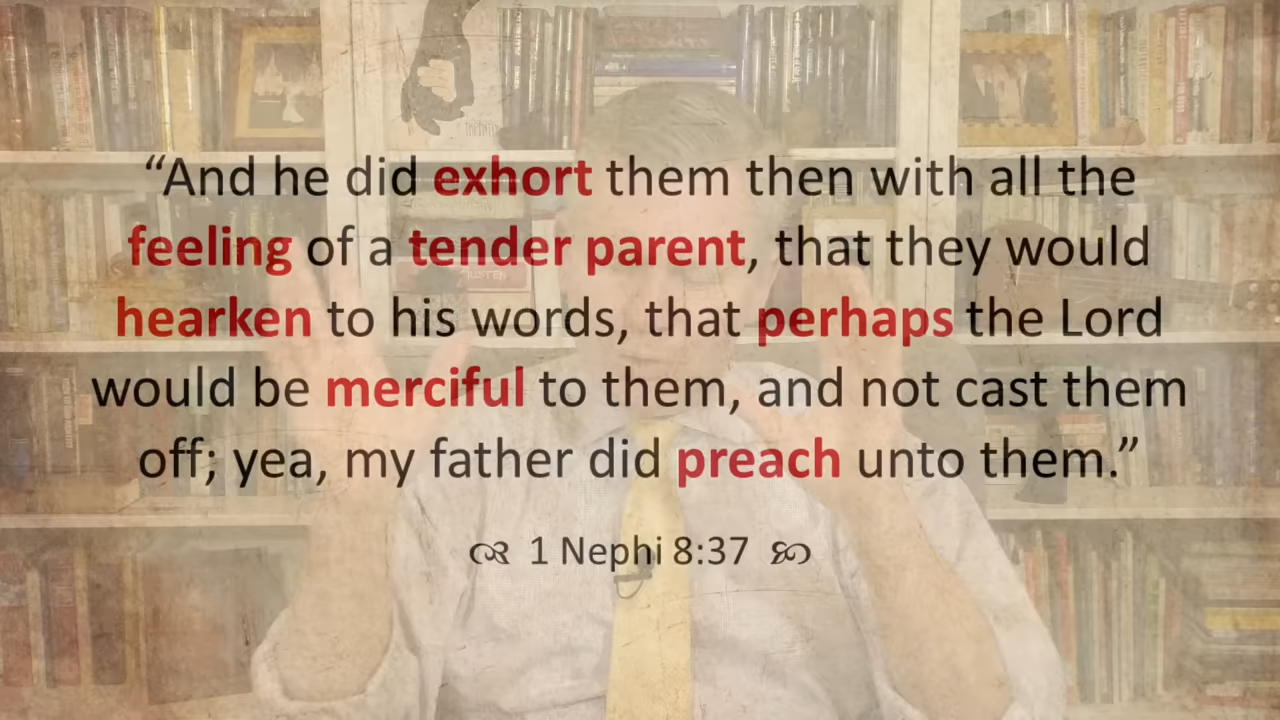 “And he did exhort them then with all the
feeling of a tender parent, that they would
hearken to his words, that perhaps the Lord
would be merciful to them, and not cast them
off; yea, my father did preach unto them.”
1 Nephi 8:37